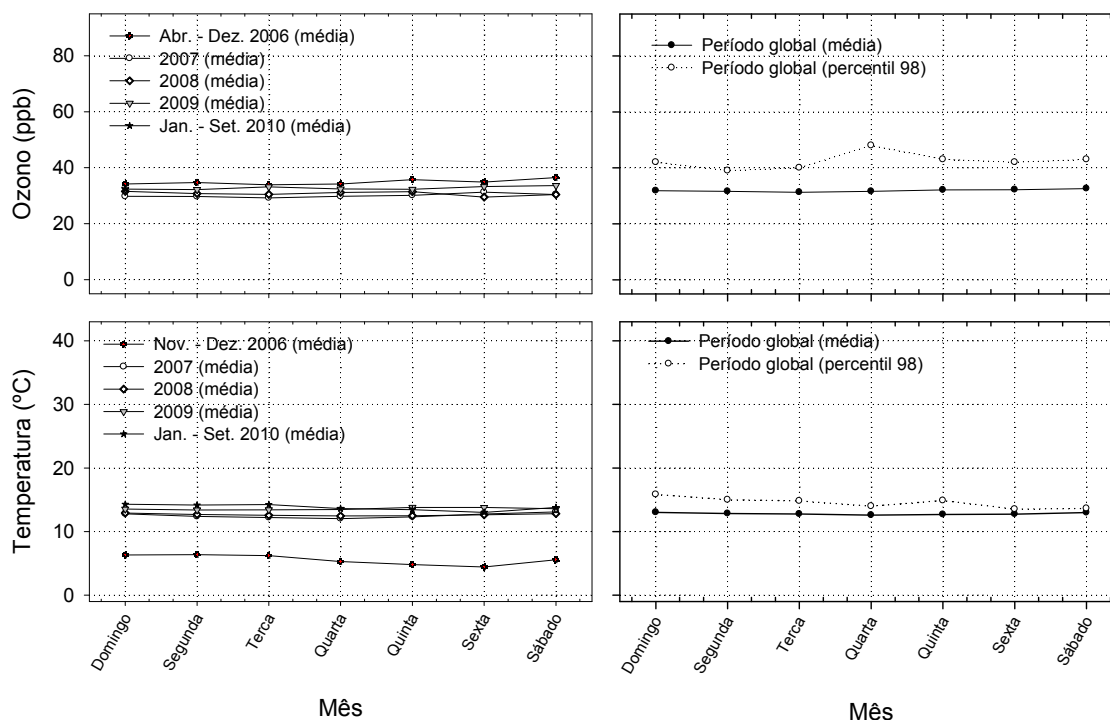 Ozono (ppb)
80
60
40
20
0
Abr. - Dez. 2006 (média)
2007 (média)
2008 (média)
2009 (média)
Jan. - Set. 2010 (média)
Período global (média)
Período global (percentil 98)
Temperatura (ºC)
40
30
20
10
0
Nov. - Dez. 2006 (média)
2007 (média)
2008 (média)
2009 (média)
Jan. - Set. 2010 (média)
Domingo
Segunda
Terca
Quarta
Quinta
Sexta
Sábado
Mês
Período global (média)
Período global (percentil 98)
Domingo
Segunda
Terca
Quarta
Quinta
Sexta
Sábado
Mês